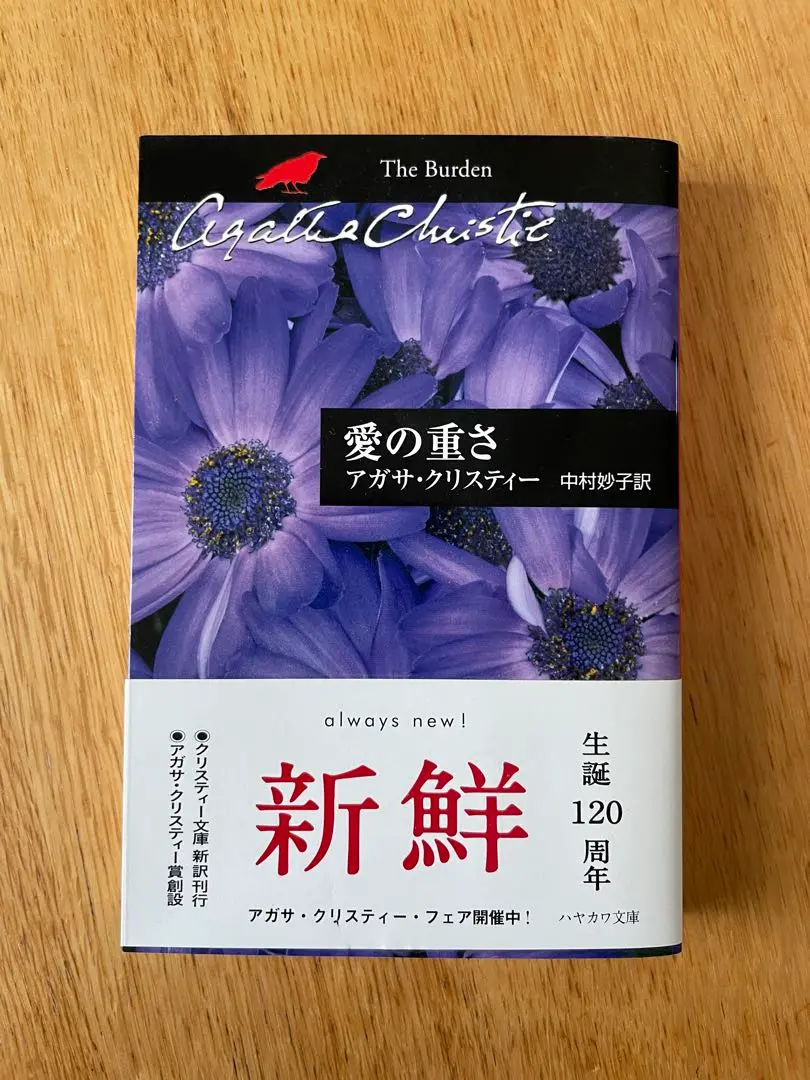 The Burden
Agatha Christie
愛の重さ
アガサ・クリスティー 中村妙子訳
always new!
新鮮
生誕120周年
●クリスティー文庫 新訳刊行
●アガサ・クリスティー賞創設
アガサ・クリスティー・フェア開催中!
ハヤカワ文庫